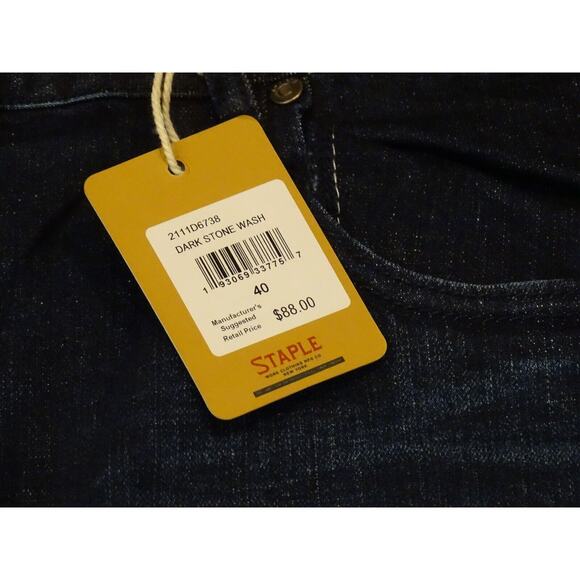 2111D6738
DARK STONE WASH
1 93069 33775 7
40
Manufacturer's
Suggested
Retail Price
$88.00
STAPLE
WORK CLOTHING MFG CO
NEW YORK